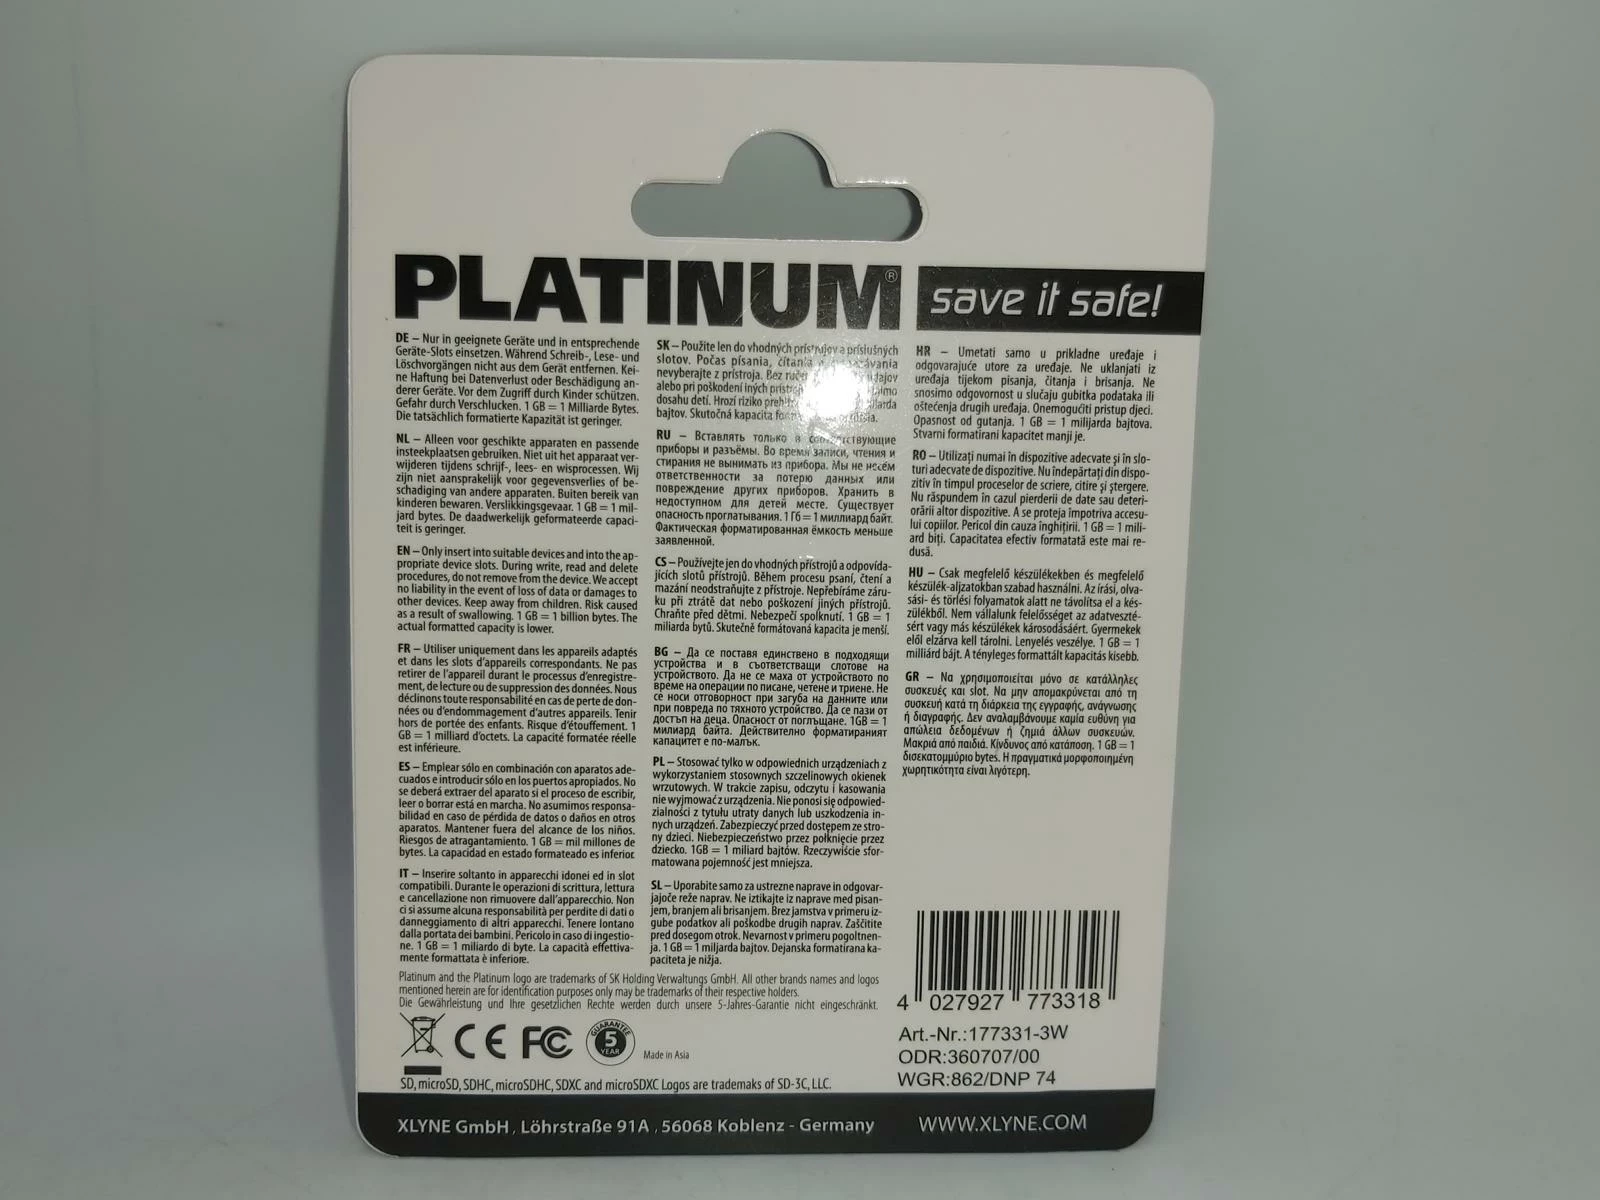 PLATINUM®
save it safe!
DE – Nur in geeignete Geräte und in entsprechende
Geräte-Slots einsetzen. Während Schreib-, Lese- und
Löschvorgängen nicht aus dem Gerät entfernen. Kei-
ne Haftung bei Datenverlust oder Beschädigung an-
derer Geräte. Vor dem Zugriff durch Kinder schützen.
Gefahr durch Verschlucken. 1 GB = 1 Milliarde Bytes.
Die tatsächlich formatierte Kapazität ist geringer.
NL – Alleen voor geschikte apparaten en passende
insteekplaatsen gebruiken. Niet uit het apparaat ver-
wijderen tijdens schrijf-, lees- en wisprocessen. Wij
zijn niet aansprakelijk voor gegevensverlies of be-
schadiging van andere apparaten. Buiten bereik van
kinderen bewaren. Verslikkingsgevaar. 1 GB = 1 mil-
jard bytes. De daadwerkelijk geformateerde capaci-
teit is geringer.
EN – Only insert into suitable devices and into the ap-
propriate device slots. During write, read and delete
procedures, do not remove from the device. We accept
no liability in the event of loss of data or damages to
other devices. Keep away from children. Risk caused
as a result of swallowing. 1 GB = 1 billion bytes. The
actual formatted capacity is lower.
FR – Utiliser uniquement dans les appareils adaptés
et dans les slots d'appareils correspondants. Ne pas
retirer de l'appareil durant le processus d'enregistre-
ment, de lecture ou de suppression des données. Nous
déclinons toute responsabilité en cas de perte de don-
nées ou d'endommagement d'autres appareils. Tenir
hors de portée des enfants. Risque d'étouffement. 1
GB = 1 milliard d'octets. La capacité formatée réelle
est inférieure.
ES – Emplear sólo en combinación con aparatos ade-
cuados e introducir sólo en los puertos apropiados. No
se deberá extraer del aparato si el proceso de escribir,
leer o borrar está en marcha. No asumimos responsa-
bilidad en caso de pérdida de datos o daños en otros
aparatos. Mantener fuera del alcance de los niños.
Riesgos de atragantamiento. 1 GB = mil millones de
bytes. La capacidad en estado formateado es inferior.
IT – Inserire soltanto in apparecchi idonei ed in slot
compatibili. Durante le operazioni di scrittura, lettura
e cancellazione non rimuovere dall'apparecchio. Non
ci si assume alcuna responsabilità per perdite di dati o
danneggiamento di altri apparecchi. Tenere lontano
dalla portata dei bambini. Pericolo in caso di ingestio-
ne. 1 GB = 1 miliardo di byte. La capacità effettiva-
mente formattata è inferiore.
SK – Použite len do vhodných prístrojov a príslušných
slotov. Počas písania, čítania
nevyberajte z prístroja. Bez
alebo pri poškodení iných
dosahu detí. Hrozí riziko
bajtov. Skutočná kapacita
RU – Вставлять только в соответствующие
приборы и разъёмы. Во время записи, чтения и
стирания не вынимать из прибора. Мы не несём
ответственности за потерю данных или
повреждение других приборов. Хранить в
недоступном для детей месте. Существует
опасность проглатывания. 1 Гб = 1 миллиард байт.
Фактическая форматированная ёмкость меньше
заявленной.
CS – Používejte jen do vhodných přístrojů a odpovída-
jících slotů přístrojů. Během procesu psaní, čtení a
mazání neodstraňujte z přístroje. Nepřebíráme záru-
ku při ztrátě dat nebo poškození jiných přístrojů.
Chraňte před dětmi. Nebezpečí spolknutí. 1 GB = 1
miliarda bytů. Skutečně formátovaná kapacita je menší.
BG – Да се поставя единствено в подходящи
устройства и в съответстващи слотове на
устройството. Да не се маха от устройството по
време на операции по писане, четене и триене. Не
се носи отговорност при загуба на данните или
при повреда по тяхното устройство. Да се пази от
достъп на деца. Опасност от поглъщане. 1GB = 1
милиард байта. Действително форматираният
капацитет е по-малък.
PL – Stosować tylko w odpowiednich urządzeniach z
wykorzystaniem stosownych szczelinowych okienek
wrzutowych. W trakcie zapisu, odczytu i kasowania
nie wyjmować z urządzenia. Nie ponosi się odpowied-
zialności z tytułu utraty danych lub uszkodzenia in-
nych urządzeń. Zabezpieczyć przed dostępem ze stro-
ny dzieci. Niebezpieczeństwo przez połknięcie przez
dziecko. 1GB = 1 miliard bajtów. Rzeczywiście sfor-
matowana pojemność jest mniejsza.
SL – Uporabite samo za ustrezne naprave in odgovar-
jajoče reže naprav. Ne iztikajte iz naprave med pisan-
jem, branjem ali brisanjem. Brez jamstva v primeru iz-
gube podatkov ali poškodbe drugih naprav. Zaščitite
pred dosegom otrok. Nevarnost v primeru pogoltnen-
ja. 1 GB = 1 miljarda bajtov. Dejanska formatirana ka-
paciteta je nižja.
HR – Umetati samo u prikladne uređaje i
odgovarajuće utore za uređaje. Ne uklanjati iz
uređaja tijekom pisanja, čitanja i brisanja. Ne
snosimo odgovornost u slučaju gubitka podataka ili
oštećenja drugih uređaja. Onemogućiti pristup djeci.
Opasnost od gutanja. 1 GB = 1 milijarda bajtova.
Stvarni formatirani kapacitet manji je.
RO – Utilizați numai în dispozitive adecvate și în slo-
turi adecvate de dispozitive. Nu îndepărtați din dispo-
zitiv în timpul proceselor de scriere, citire și ștergere.
Nu răspundem în cazul pierderii de date sau deteri-
orării altor dispozitive. A se proteja împotriva accesu-
lui copiilor. Pericol din cauza înghițirii. 1 GB = 1 mili-
ard biți. Capacitatea efectiv formatată este mai re-
dusă.
HU – Csak megfelelő készülékekben és megfelelő
készülék-aljzatokban szabad használni. Az írási, olva-
sási- és törlési folyamatok alatt ne távolítsa el a kés-
zülékből. Nem vállalunk felelősséget az adatveszté-
sért vagy más készülékek károsodásáért. Gyermekek
elől elzárva kell tárolni. Lenyelés veszélye. 1 GB = 1
milliárd bájt. A tényleges formattált kapacitás kisebb.
GR – Να χρησιμοποιείται μόνο σε κατάλληλες
συσκευές και slot. Να μην απομακρύνεται από τη
συσκευή κατά τη διάρκεια της εγγραφής, ανάγνωσης
ή διαγραφής. Δεν αναλαμβάνουμε καμία ευθύνη για
απώλεια δεδομένων ή ζημιά άλλων συσκευών.
Μακριά από παιδιά. Κίνδυνος από κατάποση. 1 GB = 1
δισεκατομμύριο bytes. Η πραγματικά μορφοποιημένη
χωρητικότητα είναι λιγότερη.
Platinum and the Platinum logo are trademarks of SK Holding Verwaltungs GmbH. All other brands names and logos
mentioned herein are for identification purposes only may be trademarks of their respective holders.
Die Gewährleistung und Ihre gesetzlichen Rechte werden durch unsere 5-Jahres-Garantie nicht eingeschränkt.
CE FC GUARANTEE 5 YEAR Made in Asia
SD, microSD, SDHC, microSDHC, SDXC and microSDXC Logos are trademaks of SD-3C, LLC.
4 027927 773318
Art.-Nr.:177331-3W
ODR:360707/00
WGR:862/DNP 74
XLYNE GmbH, Löhrstraße 91A, 56068 Koblenz - Germany
WWW.XLYNE.COM